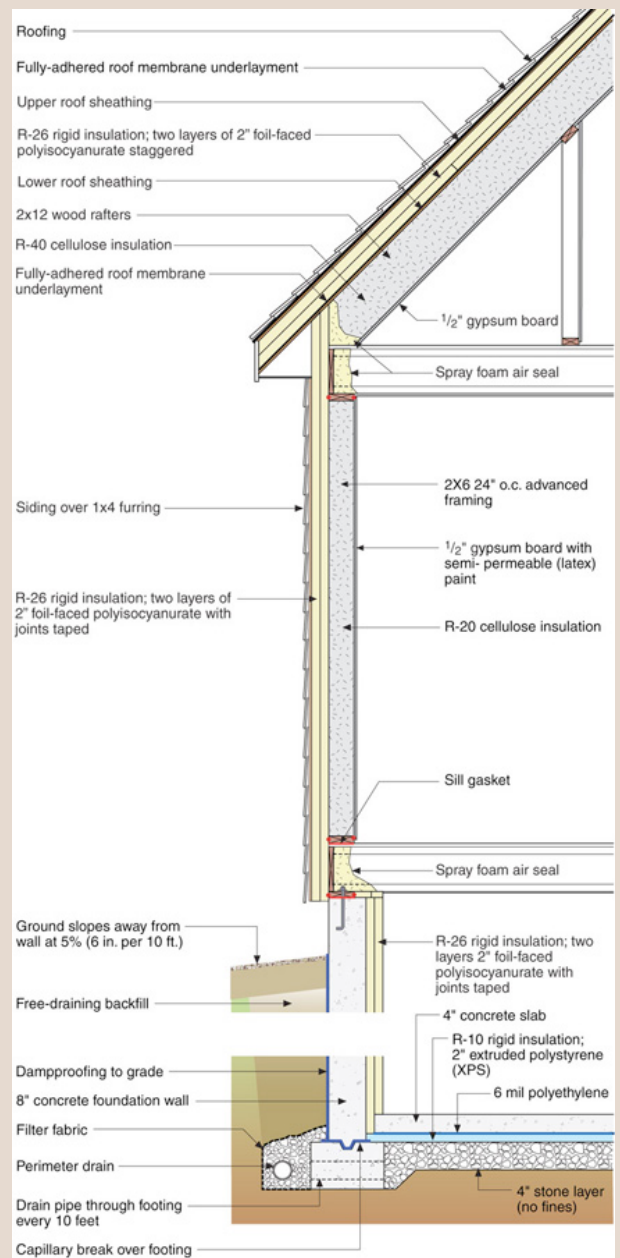 Roofing
Fully-adhered roof membrane underlayment
Upper roof sheathing
R-26 rigid insulation; two layers of 2" foil-faced
polyisocyanurate staggered
Lower roof sheathing
2x12 wood rafters
R-40 cellulose insulation
Fully-adhered roof membrane
underlayment
1/2" gypsum board
Spray foam air seal
2X6 24" o.c. advanced
framing
Siding over 1x4 furring
1/2" gypsum board with
semi- permeable (latex)
paint
R-26 rigid insulation; two layers of
2" foil-faced polyisocyanurate with
joints taped
R-20 cellulose insulation
Sill gasket
Spray foam air seal
Ground slopes away from
wall at 5% (6 in. per 10 ft.)
R-26 rigid insulation; two
layers 2" foil-faced
polyisocyanurate with
joints taped
Free-draining backfill
4" concrete slab
R-10 rigid insulation;
2" extruded polystyrene
(XPS)
Dampproofing to grade
6 mil polyethylene
8" concrete foundation wall
Filter fabric
Perimeter drain
Drain pipe through footing
every 10 feet
4" stone layer
(no fines)
Capillary break over footing